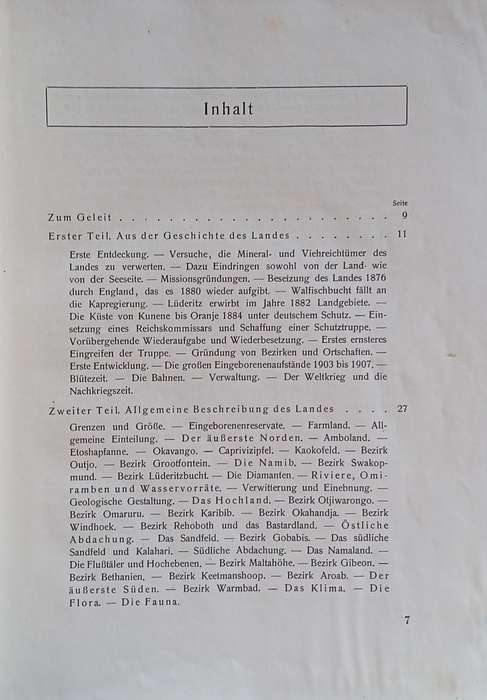 Inhalt
Seite
Zum Geleit . . . . . . . . . . . . . . . . . . . . . . 9
Erster Teil. Aus der Geschichte des Landes . . . . . . . . 11
Erste Entdeckung. — Versuche, die Mineral- und Viehreichtümer des
Landes zu verwerten. — Dazu Eindringen sowohl von der Land- wie
von der Seeseite. — Missionsgründungen. — Besetzung des Landes 1876
durch England, das es 1880 wieder aufgibt. — Walfischbucht fällt an
die Kapregierung. — Lüderitz erwirbt im Jahre 1882 Landgebiete. —
Die Küste von Kunene bis Oranje 1884 unter deutschem Schutz. — Ein-
setzung eines Reichskommissars und Schaffung einer Schutztruppe. —
Vorübergehende Wiederaufgabe und Wiederbesetzung. — Erstes ernsteres
Eingreifen der Truppe. — Gründung von Bezirken und Ortschaften. —
Erste Entwicklung. — Die großen Eingeborenenaufstände 1903 bis 1907. —
Blütezeit. — Die Bahnen. — Verwaltung. — Der Weltkrieg und die
Nachkriegszeit.
Zweiter Teil. Allgemeine Beschreibung des Landes . . . . 27
Grenzen und Größe. — Eingeborenenreservate. — Farmland. — All-
gemeine Einteilung. — Der äußerste Norden. — Amboland. —
Etoshapfanne. — Okavango. — Caprivizipfel. — Kaokofeld. — Bezirk
Outjo. — Bezirk Grootfontein. — Die Namib. — Bezirk Swakop-
mund. — Bezirk Lüderitzbucht. — Die Diamanten. — Riviere, Omi-
ramben und Wasservorräte. — Verwitterung und Einebnung. —
Geologische Gestaltung. — Das Hochland. — Bezirk Otjiwarongo. —
Bezirk Omaruru. — Bezirk Karibib. — Bezirk Okahandja. — Bezirk
Windhoek. — Bezirk Rehoboth und das Bastardland. — Östliche
Abdachung. — Das Sandfeld. — Bezirk Gobabis. — Das südliche
Sandfeld und Kalahari. — Südliche Abdachung. — Das Namaland. —
Die Flußtäler und Hochebenen. — Bezirk Maltahöhe. — Bezirk Gibeon. —
Bezirk Bethanien. — Bezirk Keetmanshoop. — Bezirk Aroab. — Der
äußerste Süden. — Bezirk Warmbad. — Das Klima. — Die
Flora. — Die Fauna.
7